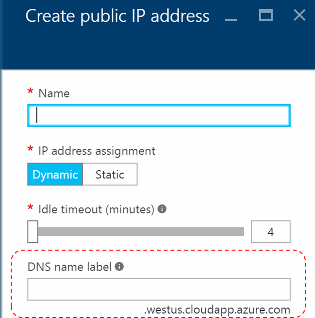 Create public IP address
* Name
* IP address assignment
Dynamic Static
* Idle timeout (minutes)
4
DNS name label
.westus.cloudapp.azure.com